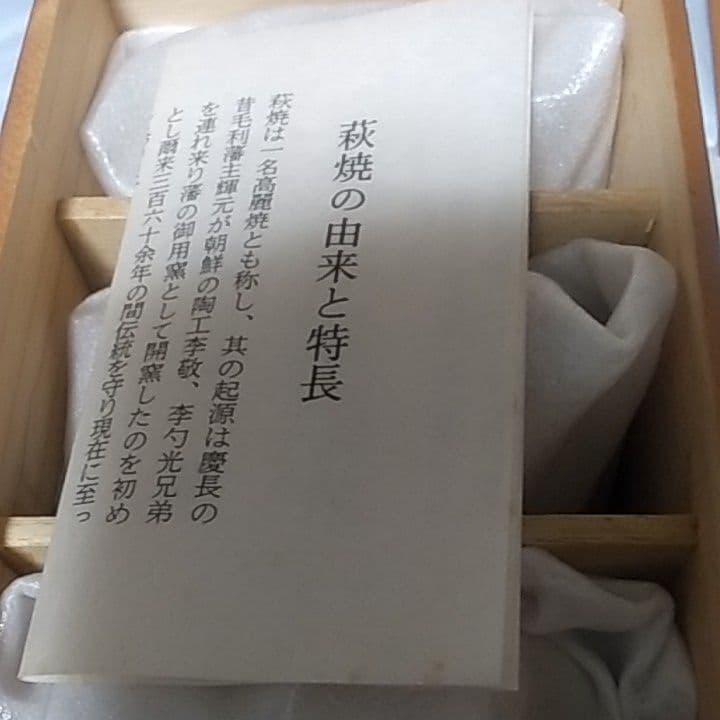 萩焼の由来と特長
萩焼は一名高麗焼とも称し、其の起源は慶長の
昔毛利藩主輝元が朝鮮の陶工李敬、李勺光兄弟
を連れ来り藩の御用窯として開窯したのを初め
とし爾来三百六十余年の間伝統を守り現在に至っ